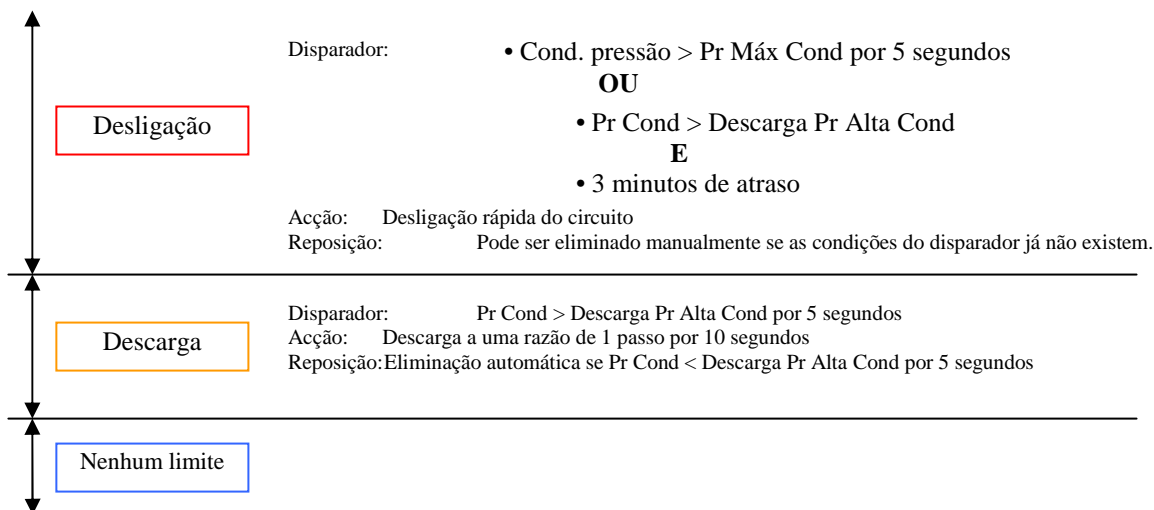 Disparador: • Cond. pressão > Pr Máx Cond por 5 segundos
OU
Desligação
• Pr Cond > Descarga Pr Alta Cond
E
• 3 minutos de atraso
Acção: Desligação rápida do circuito
Reposição: Pode ser eliminado manualmente se as condições do disparador já não existem.
Disparador: Pr Cond > Descarga Pr Alta Cond por 5 segundos
Descarga
Acção: Descarga a uma razão de 1 passo por 10 segundos
Reposição:Eliminação automática se Pr Cond < Descarga Pr Alta Cond por 5 segundos
Nenhum limite